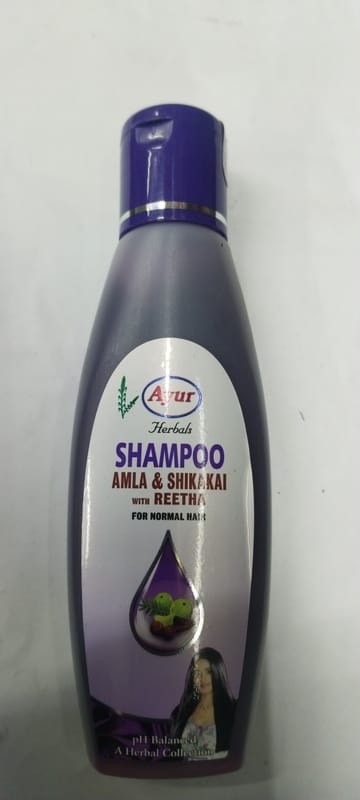 Ayur
Herbals
SHAMPOO
AMLA & SHIKAKAI
WITH REETHA
FOR NORMAL HAIR
pH Balanced
A Herbal Collection